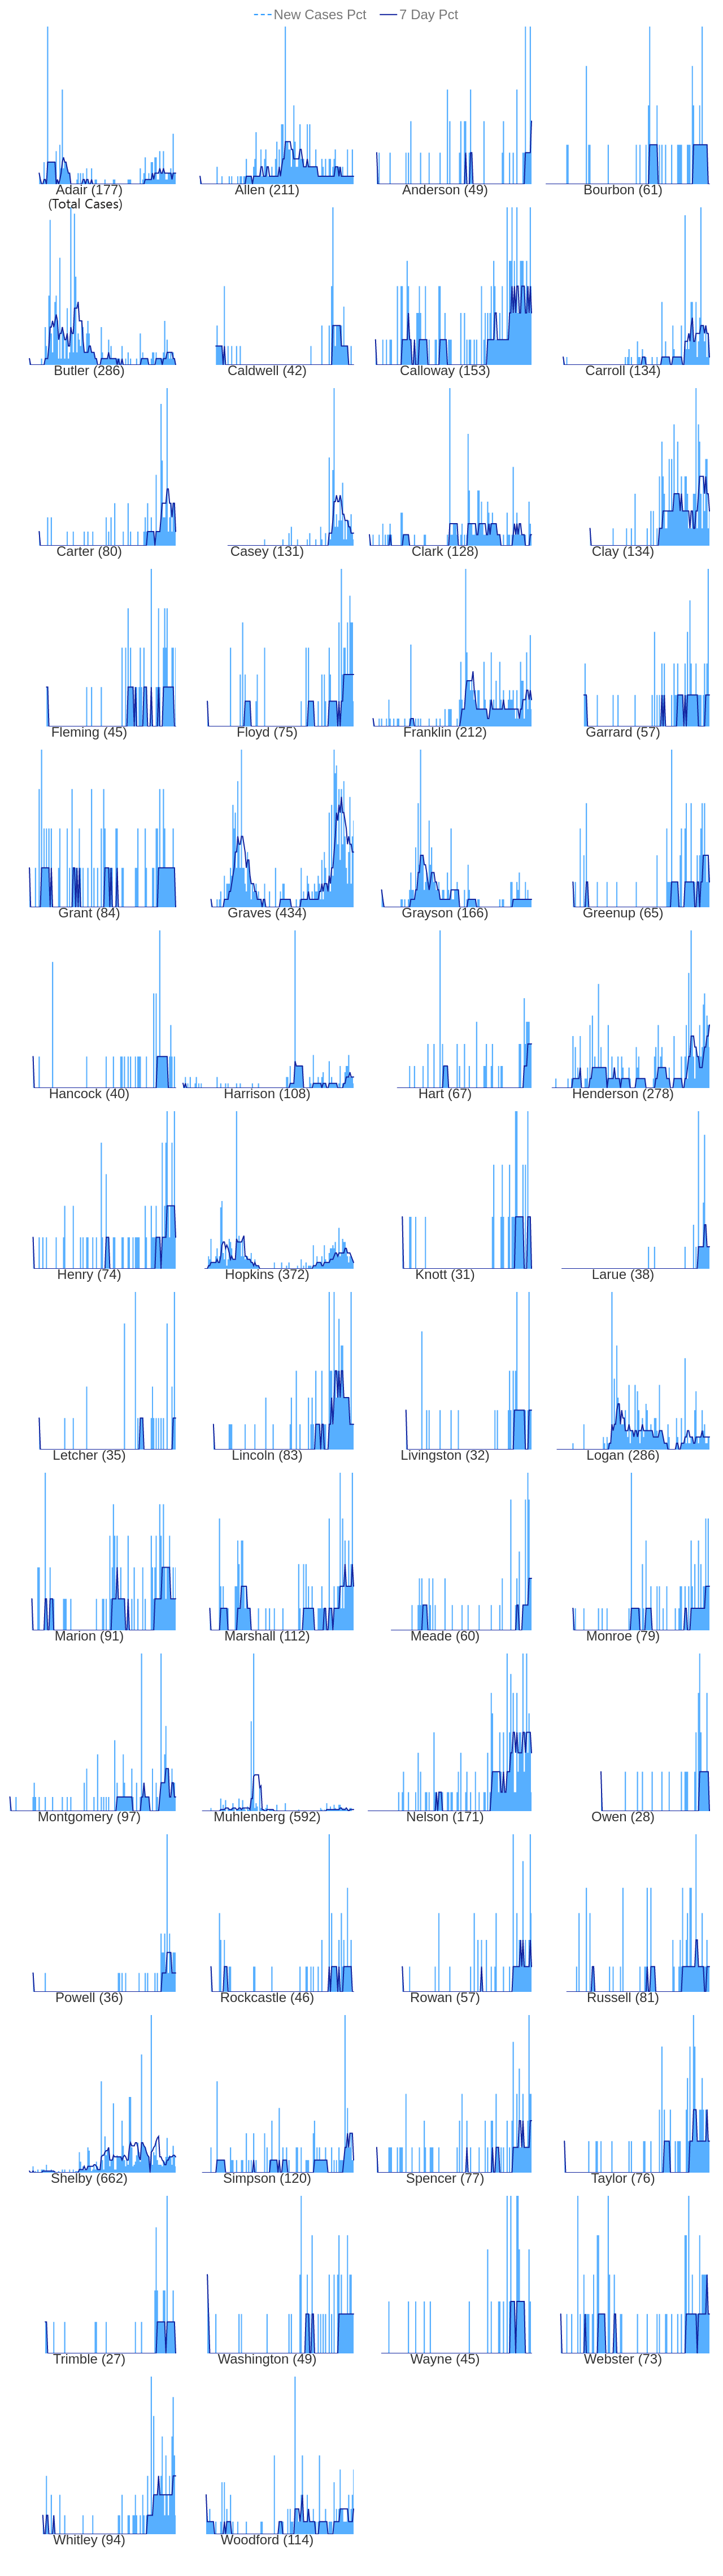 New Cases Pct 7 Day Pct
Adair (177) Allen (211) Anderson (49) Bourbon (61)
(Total Cases)
Butler (286) Caldwell (42) Calloway (153) Carroll (134)
Carter (80) Casey (131) Clark (128) Clay (134)
Fleming (45) Floyd (75) Franklin (212) Garrard (57)
Grant (84) Graves (434) Grayson (166) Greenup (65)
Hancock (40) Harrison (108) Hart (67) Henderson (278)
Henry (74) Hopkins (372) Knott (31) Larue (38)
Letcher (35) Lincoln (83) Livingston (32) Logan (286)
Marion (91) Marshall (112) Meade (60) Monroe (79)
Montgomery (97) Muhlenberg (592) Nelson (171) Owen (28)
Powell (36) Rockcastle (46) Rowan (57) Russell (81)
Shelby (662) Simpson (120) Spencer (77) Taylor (76)
Trimble (27) Washington (49) Wayne (45) Webster (73)
Whitley (94) Woodford (114)